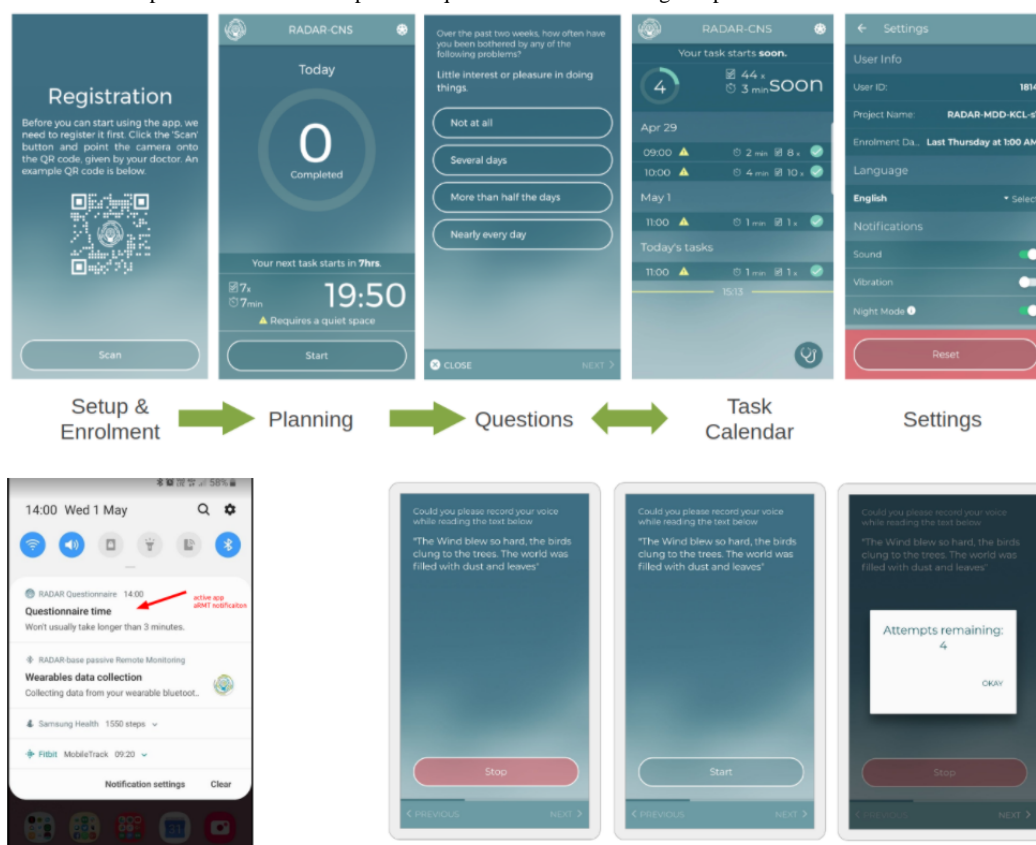 Registration
Before you can start using the app, we
need to register it first. Click the 'Scan'
button and point the camera onto
the QR code, given by your doctor. An
example QR code is below.
Scan
RADAR-CNS
Today
0
Completed
Your next task starts in 7hrs.
7x
7min
19:50
Requires a quiet space
Start
Over the past two weeks, how often have
you been bothered by any of the
following problems?
Little interest or pleasure in doing
things.
Not at all
Several days
More than half the days
Nearly every day
CLOSE
NEXT >
RADAR-CNS
Your task starts soon.
4
44 x
3 min
soon
Apr 29
09:00 2 min 8 x
10:00 4 min 10 x
May 1
11:00 1 min 1 x
Today's tasks
11:00 1 min 1 x
15:13
Settings
User Info
User ID: 1814
Project Name: RADAR-MDD-KCL-s
Enrolment Da.. Last Thursday at 1:00 AM
Language
English Select
Notifications
Sound
Vibration
Night Mode
Reset
Setup &
Enrolment
Planning
Questions
Task
Calendar
Settings
58%
14:00 Wed 1 May
RADAR Questionnaire 14:00
Questionnaire time
Won't usually take longer than 3 minutes.
active app
aRMT notification
RADAR-base passive Remote Monitoring
Wearables data collection
Collecting data from your wearable bluetoot..
Samsung Health 1550 steps
Fitbit MobileTrack 09:20
Notification settings Clear
31
Could you please record your voice
while reading the text below
"The Wind blew so hard, the birds
clung to the trees. The world was
filled with dust and leaves"
Stop
< PREVIOUS NEXT >
Could you please record your voice
while reading the text below
"The Wind blew so hard, the birds
clung to the trees. The world was
filled with dust and leaves"
Start
< PREVIOUS NEXT >
Could you please record your voice
while reading the text below
"The Wind blew so hard, the birds
clung to the trees. The world was
filled with dust and leaves"
Attempts remaining:
4
OKAY
Stop
< PREVIOUS NEXT >